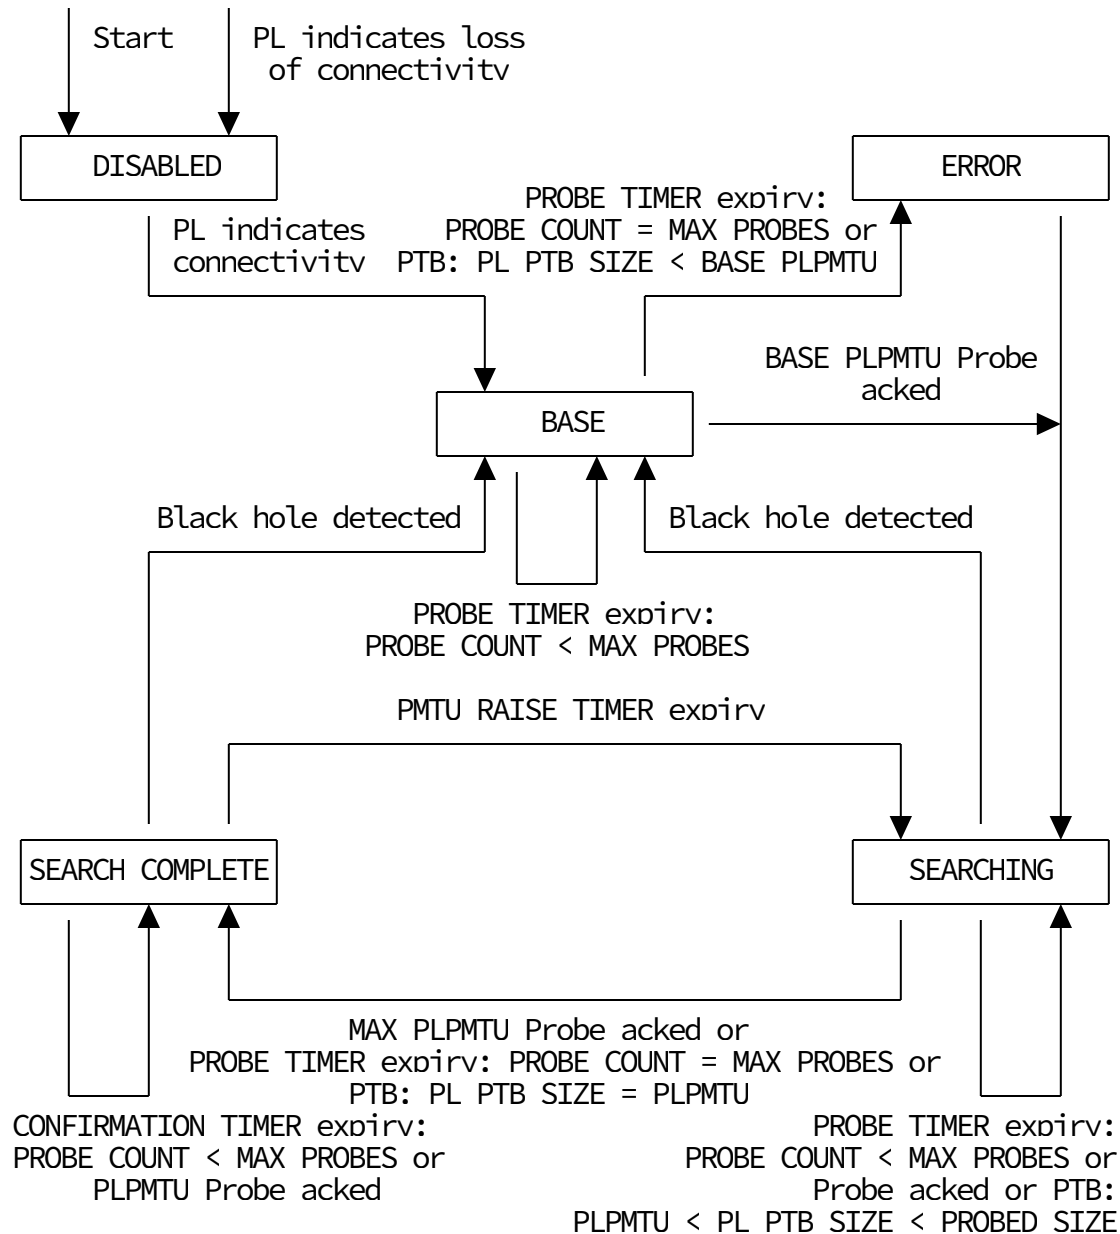 Start
PL indicates loss
of connectivity
DISABLED
ERROR
PROBE TIMER expiry:
PL indicates
PROBE COUNT = MAX PROBES or
connectivity
PTB: PL PTB SIZE < BASE PLPMTU
BASE PLPMTU Probe
acked
BASE
Black hole detected
Black hole detected
PROBE TIMER expiry:
PROBE COUNT < MAX PROBES
PMTU RAISE TIMER expiry
SEARCH COMPLETE
SEARCHING
MAX PLPMTU Probe acked or
PROBE TIMER expiry: PROBE COUNT = MAX PROBES or
PTB: PL PTB SIZE = PLPMTU
CONFIRMATION TIMER expiry:
PROBE COUNT < MAX PROBES or
PLPMTU Probe acked
PROBE TIMER expiry:
PROBE COUNT < MAX PROBES or
Probe acked or PTB:
PLPMTU < PL PTB SIZE < PROBED SIZE